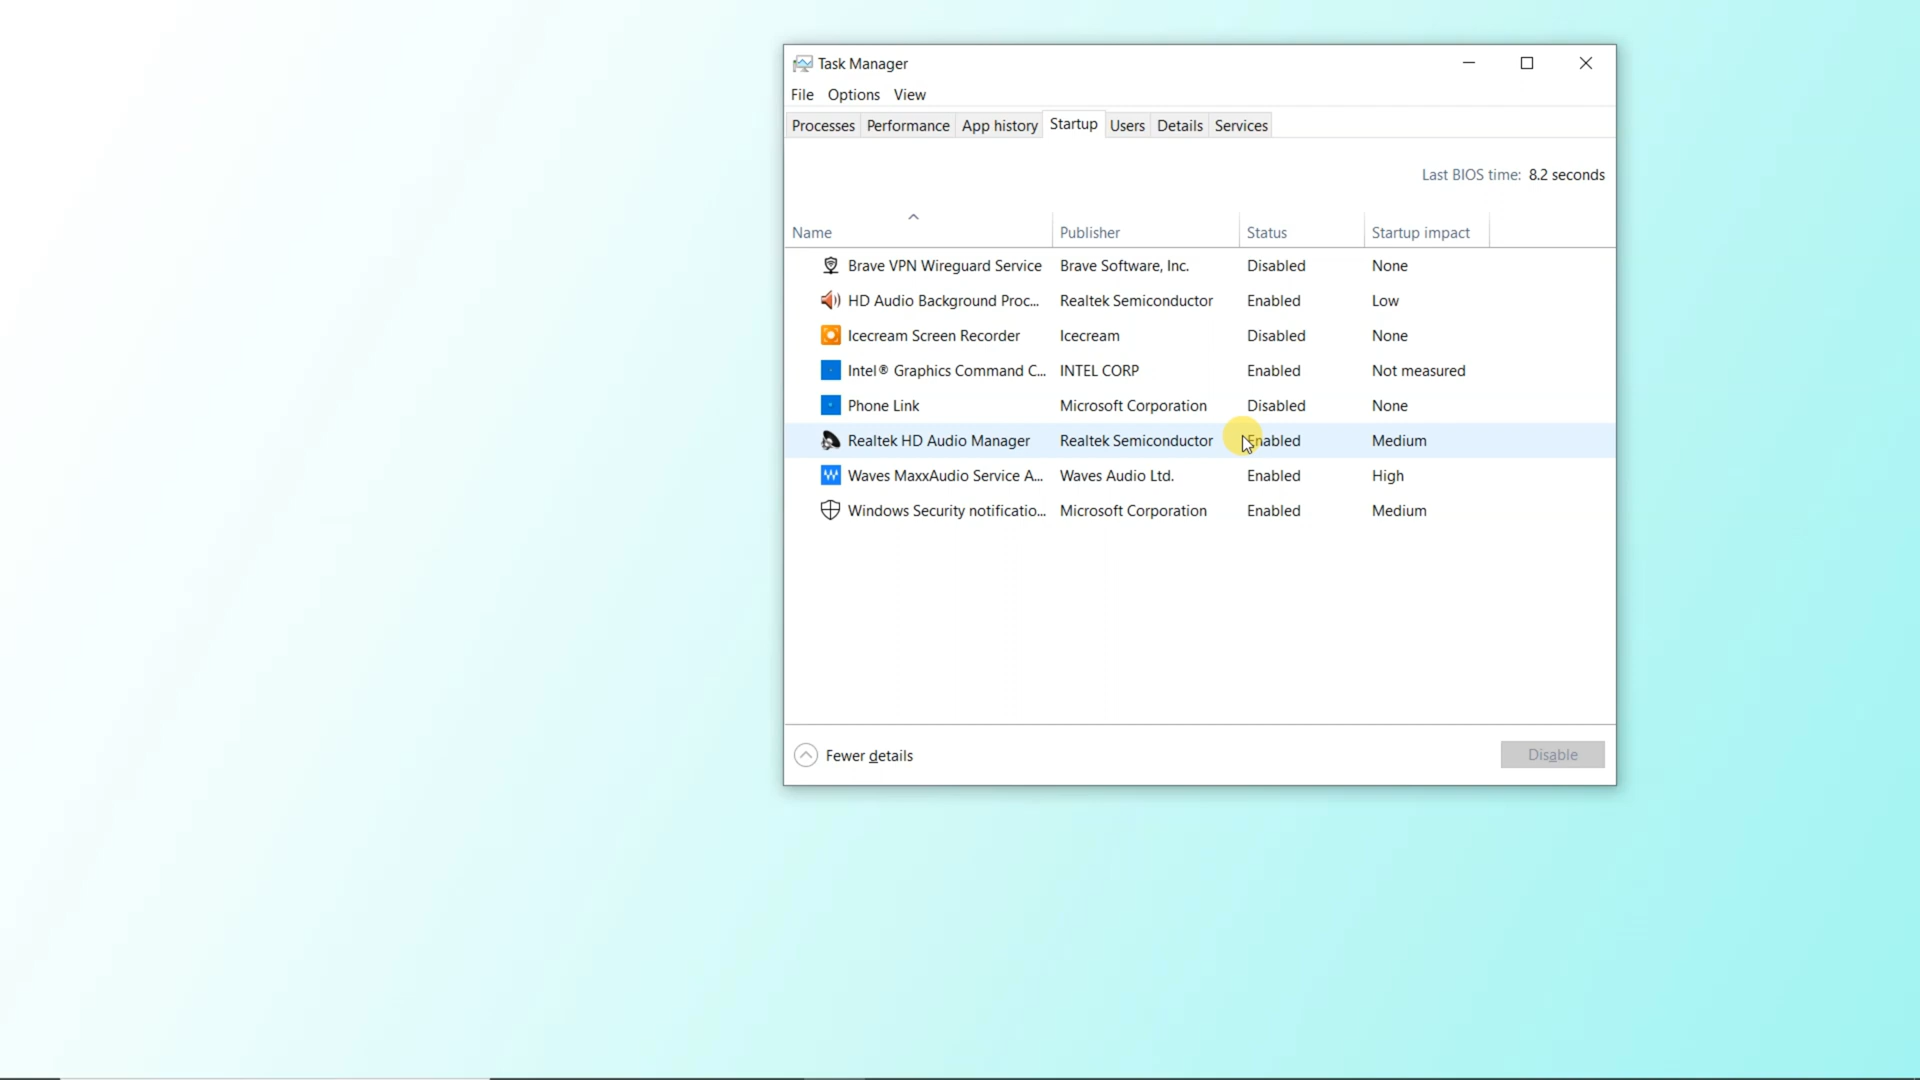 Task Manager
File Options View
Processes Performance App history Startup Users Details Services
Last BIOS time: 8.2 seconds
Name Publisher Status Startup impact
Brave VPN Wireguard Service Brave Software, Inc. Disabled None
HD Audio Background Proc... Realtek Semiconductor Enabled Low
Icecream Screen Recorder Icecream Disabled None
Intel® Graphics Command C... INTEL CORP Enabled Not measured
Phone Link Microsoft Corporation Disabled None
Realtek HD Audio Manager Realtek Semiconductor Enabled Medium
Waves MaxxAudio Service A... Waves Audio Ltd. Enabled High
Windows Security notificatio... Microsoft Corporation Enabled Medium
Fewer details Disable